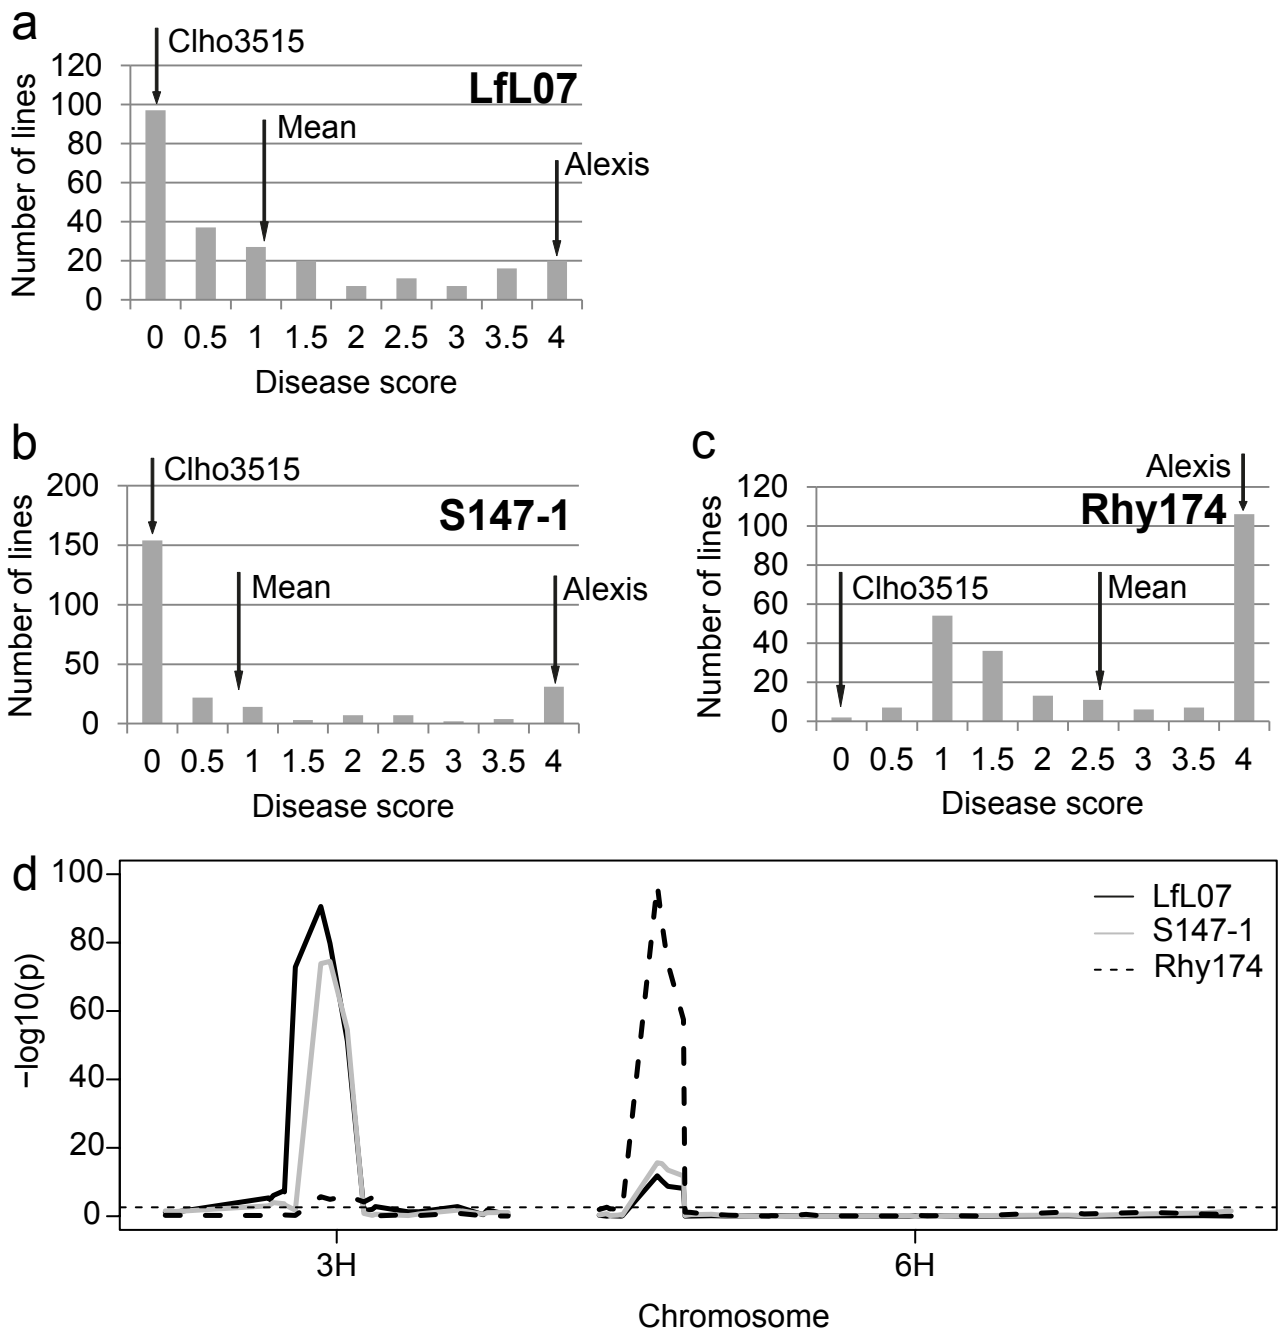 a
Clho3515
LfL07
Mean
Alexis
Number of lines
120
100
80
60
40
20
0
0 0.5 1 1.5 2 2.5 3 3.5 4
Disease score
b
Clho3515
S147-1
Mean
Alexis
Number of lines
200
150
100
50
0
0 0.5 1 1.5 2 2.5 3 3.5 4
Disease score
c
Alexis
Rhy174
Clho3515
Mean
Number of lines
120
100
80
60
40
20
0
0 0.5 1 1.5 2 2.5 3 3.5 4
Disease score
d
−log10(p)
100
80
60
40
20
0
LfL07
S147-1
Rhy174
3H 6H
Chromosome